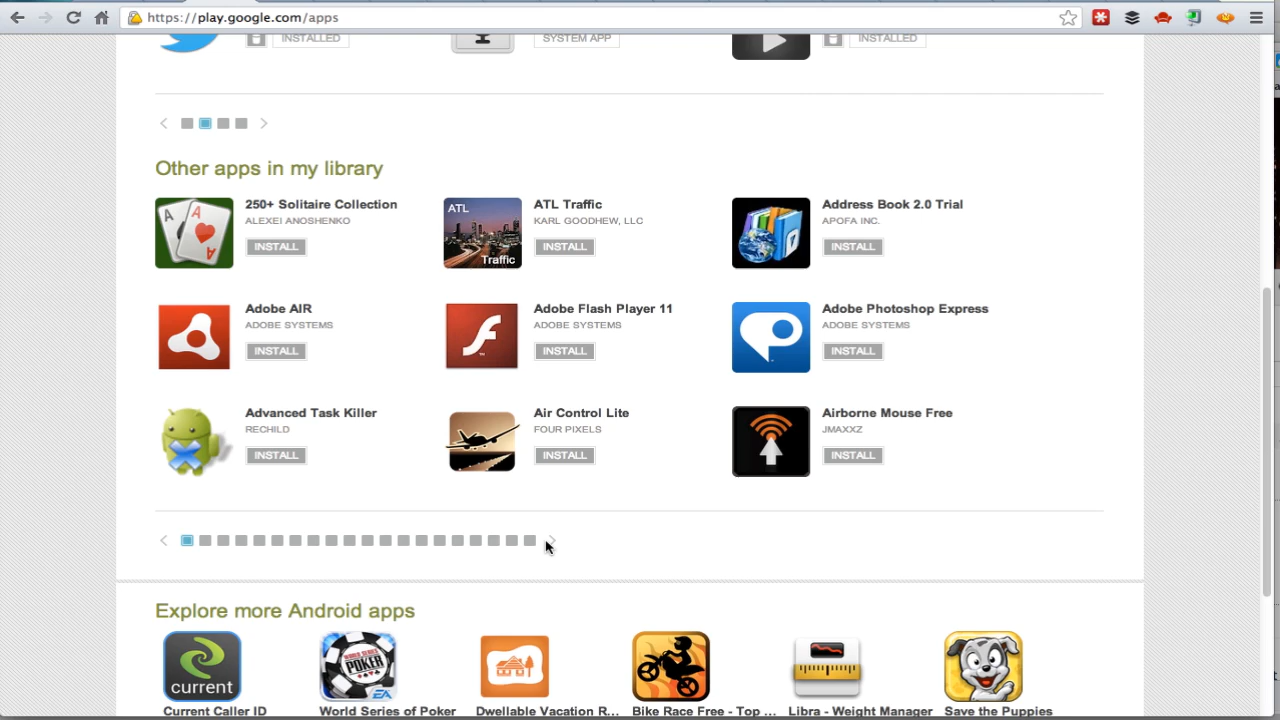 https://play.google.com/apps
INSTALLED
SYSTEM APP
INSTALLED
Other apps in my library
250+ Solitaire Collection
ALEXEI ANOSHENKO
INSTALL
ATL
Traffic
ATL Traffic
KARL GOODHEW, LLC
INSTALL
Address Book 2.0 Trial
APOFA INC.
INSTALL
Adobe AIR
ADOBE SYSTEMS
INSTALL
Adobe Flash Player 11
ADOBE SYSTEMS
INSTALL
Adobe Photoshop Express
ADOBE SYSTEMS
INSTALL
Advanced Task Killer
RECHILD
INSTALL
Air Control Lite
FOUR PIXELS
INSTALL
Airborne Mouse Free
JMAXXZ
INSTALL
Explore more Android apps
current
WORLD SERIES
POKER
EA
Current Caller ID
World Series of Poker
Dwellable Vacation R...
Bike Race Free - Top ...
Libra - Weight Manager
Save the Puppies